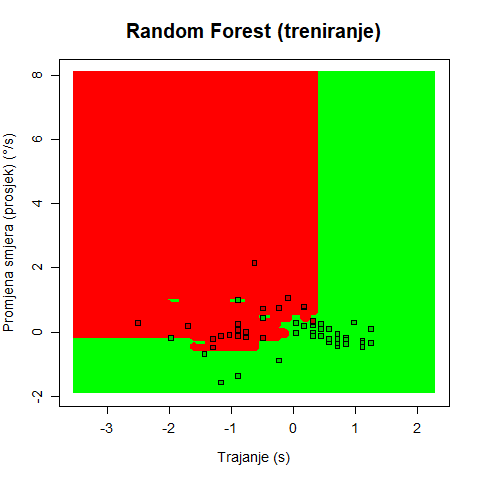 Random Forest (treniranje)
Promjena smjera (prosjek) (°/s)
8
6
4
2
0
-2
-3 -2 -1 0 1 2
Trajanje (s)